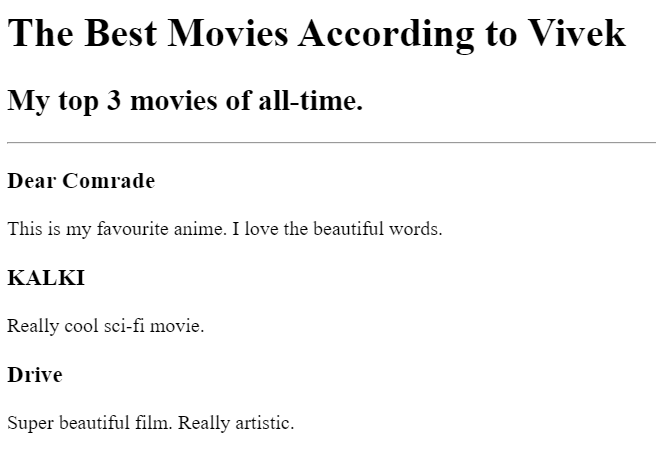 The Best Movies According to Vivek
My top 3 movies of all-time.
Dear Comrade
This is my favourite anime. I love the beautiful words.
KALKI
Really cool sci-fi movie.
Drive
Super beautiful film. Really artistic.